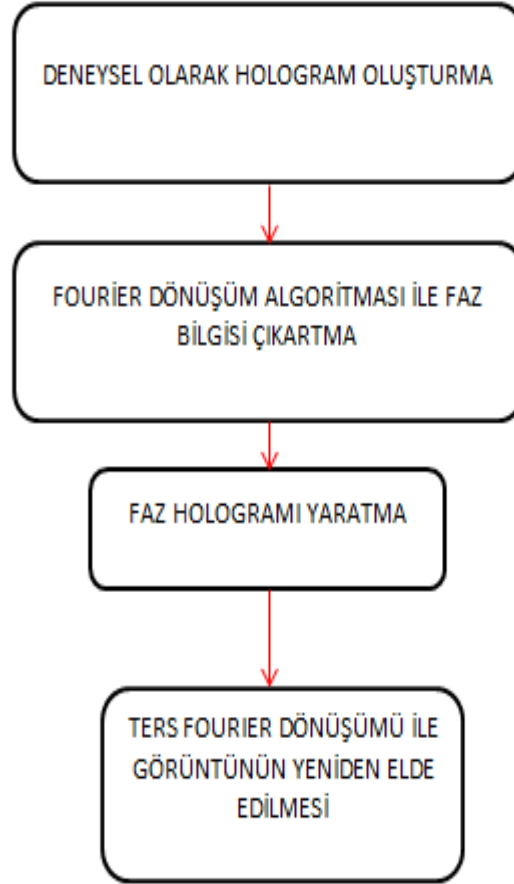 DENEYSEL OLARAK HOLOGRAM OLUŞTURMA
FOURİER DÖNÜŞÜM ALGORİTMASI İLE FAZ
BİLGİSİ ÇIKARTMA
FAZ HOLOGRAMI YARATMA
TERS FOURIER DÖNÜŞÜMÜ İLE
GÖRÜNTÜNÜN YENİDEN ELDE
EDİLMESİ